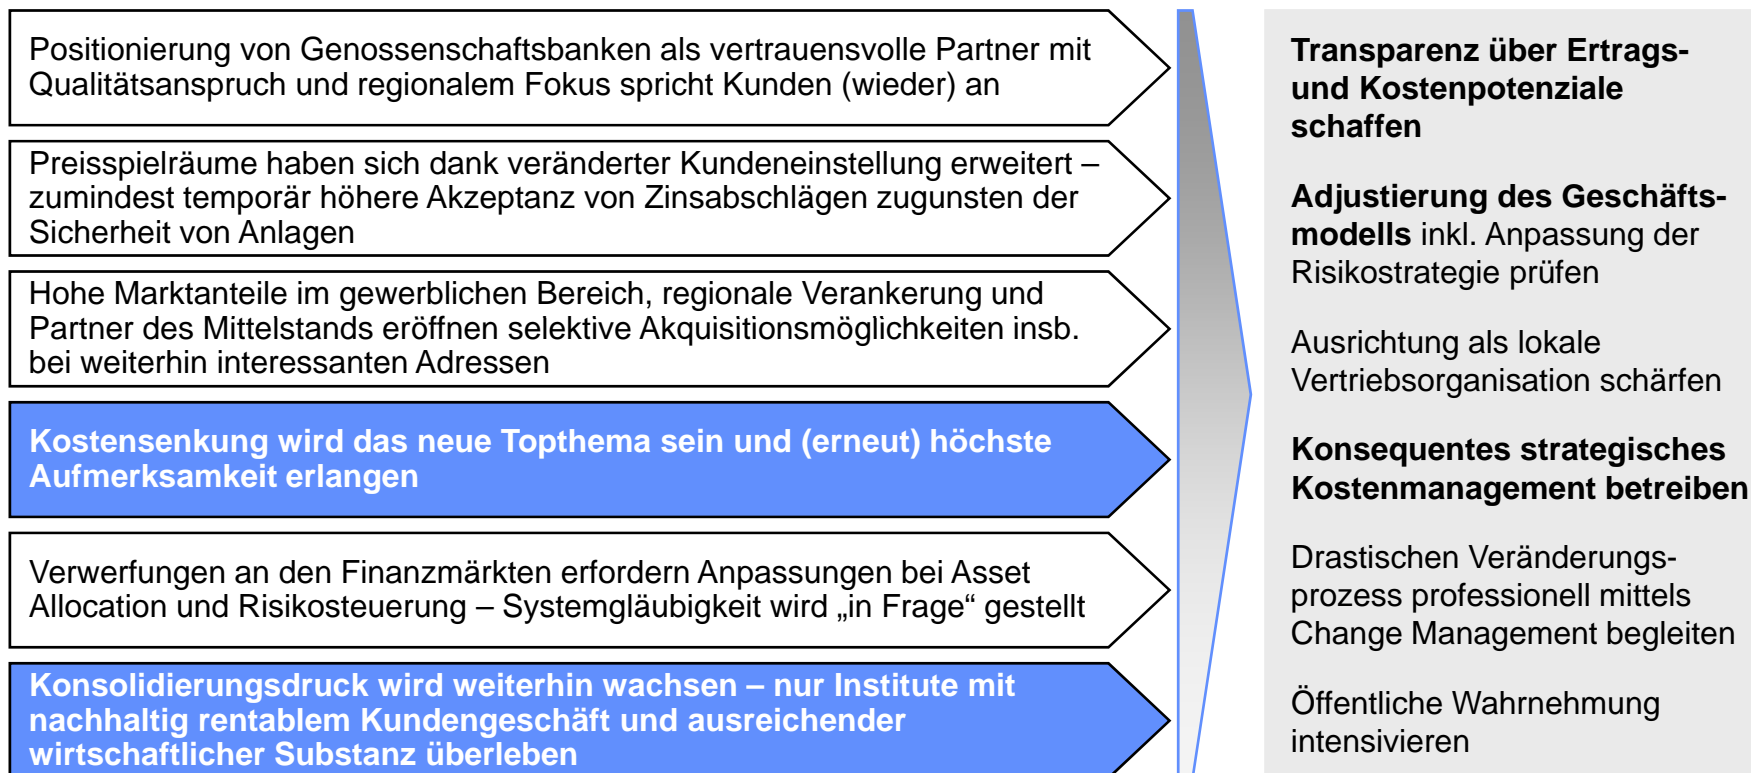 Positionierung von Genossenschaftsbanken als vertrauensvolle Partner mit
Qualitätsanspruch und regionalem Fokus spricht Kunden (wieder) an
Preisspielräume haben sich dank veränderter Kundeneinstellung erweitert –
zumindest temporär höhere Akzeptanz von Zinsabschlägen zugunsten der
Sicherheit von Anlagen
Hohe Marktanteile im gewerblichen Bereich, regionale Verankerung und
Partner des Mittelstands eröffnen selektive Akquisitionsmöglichkeiten insb.
bei weiterhin interessanten Adressen
Kostensenkung wird das neue Topthema sein und (erneut) höchste
Aufmerksamkeit erlangen
Verwerfungen an den Finanzmärkten erfordern Anpassungen bei Asset
Allocation und Risikosteuerung – Systemgläubigkeit wird „in Frage“ gestellt
Konsolidierungsdruck wird weiterhin wachsen – nur Institute mit
nachhaltig rentablem Kundengeschäft und ausreichender
wirtschaftlicher Substanz überleben
Transparenz über Ertrags-
und Kostenpotenziale
schaffen
Adjustierung des Geschäfts-
modells inkl. Anpassung der
Risikostrategie prüfen
Ausrichtung als lokale
Vertriebsorganisation schärfen
Konsequentes strategisches
Kostenmanagement betreiben
Drastischen Veränderungs-
prozess professionell mittels
Change Management begleiten
Öffentliche Wahrnehmung
intensivieren